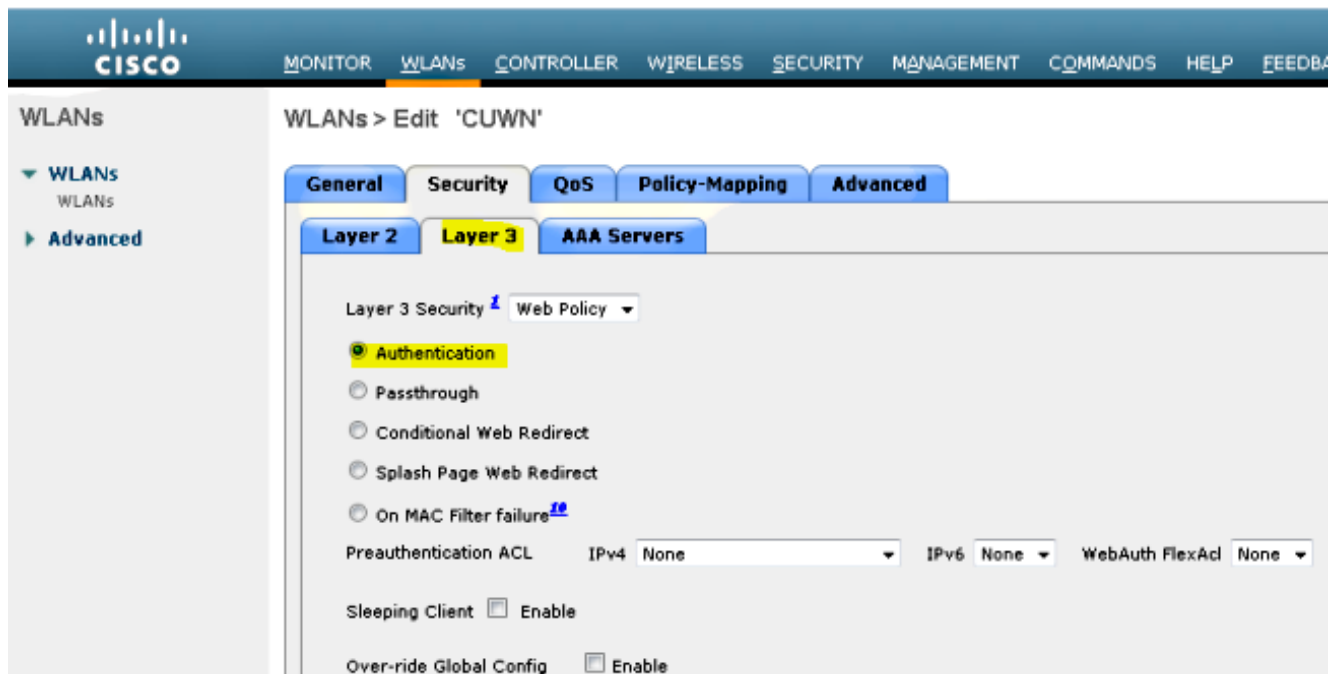 CISCO
MONITOR WLANs CONTROLLER WIRELESS SECURITY MANAGEMENT COMMANDS HELP FEEDBA
WLANs
WLANs > Edit 'CUWN'
WLANs
WLANs
Advanced
General Security QoS Policy-Mapping Advanced
Layer 2 Layer 3 AAA Servers
Layer 3 Security 1 Web Policy
Authentication
Passthrough
Conditional Web Redirect
Splash Page Web Redirect
On MAC Filter failure10
Preauthentication ACL IPv4 None IPv6 None WebAuth FlexAcl None
Sleeping Client Enable
Over-ride Global Config Enable